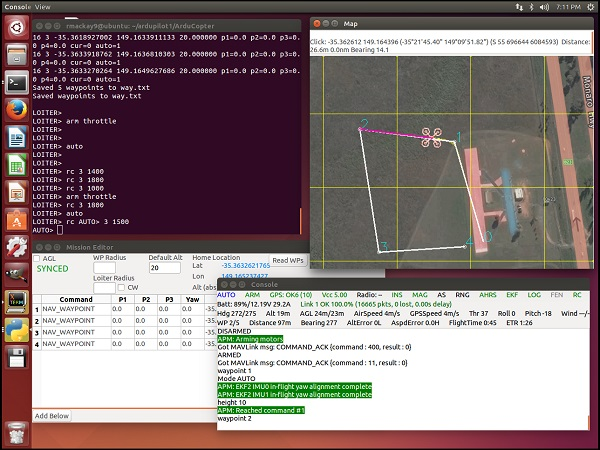 Console View
7:11 PM
rmackey9@ubuntu: ~/ardupilot1/ArduCopter
16 3 -35.3618927002 149.1633911133 20.000000 p1=0.0 p2=0.0 p3=0.
0 p4=0.0 cur=0 auto=1
16 3 -35.3633918762 149.1636810303 20.000000 p1=0.0 p2=0.0 p3=0.
0 p4=0.0 cur=0 auto=1
16 3 -35.3633270264 149.1649627686 20.000000 p1=0.0 p2=0.0 p3=0.
0 p4=0.0 cur=0 auto=1
Saved 5 waypoints to way.txt
Saved waypoints to way.txt
LOITER>
LOITER> arm throttle
LOITER>
LOITER> auto
LOITER>
LOITER> rc 3 1400
LOITER> rc 3 1800
LOITER> rc 3 1000
LOITER> arm throttle
LOITER> rc 3 1800
LOITER> auto
LOITER> rc AUTO> 3 1500
AUTO>
Map
Click: -35.362612 149.164396 (-35°21'45.40" 149°09'51.82") (S 55 696644 6084593) Distance:
26.6m 0.0nm Bearing 14.1
2
1
3
4
Mission Editor
AGL
SYNCED
WP Radius
Default Alt
20
Loiter Radius
CW
Home Location
Lat -35.3632621765
Lon 149.165237427
Alt (abs)
Read WPs
Command P1 P2 P3 Yaw
1 NAV_WAYPOINT 0.0 0.0 0.0 0.0 -35.
2 NAV_WAYPOINT 0.0 0.0 0.0 0.0 -35.
3 NAV_WAYPOINT 0.0 0.0 0.0 0.0 -35.
4 NAV_WAYPOINT 0.0 0.0 0.0 0.0 -35.
Add Below
Console
AUTO ARM GPS: OK6 (10) Vcc 5.00 Radio: -- INS MAG AS RNG AHRS EKF LOG FEN RC
Batt: 89%/12.19V 29.2A Link 1 OK 100.0% (16665 pkts, 0 lost, 0.00s delay)
Hdg 272/275 Alt 19m AGL 24m/23m AirSpeed 4m/s GPSSpeed 4m/s Thr 37 Roll 0 Pitch -18 Wind ---/---
WP 2/5 Distance 97m Bearing 277 AltError 0L AspdError 0.0H FlightTime 0:45 ETR 1:26
DISARMED
APM: Arming motors
Got MAVLink msg: COMMAND_ACK {command : 400, result : 0}
ARMED
Got MAVLink msg: COMMAND_ACK {command : 11, result : 0}
waypoint 1
Mode AUTO
APM: EKF2 IMU0 in-flight yaw alignment complete
APM: EKF2 IMU1 in-flight yaw alignment complete
height 10
APM: Reached command #1
waypoint 2